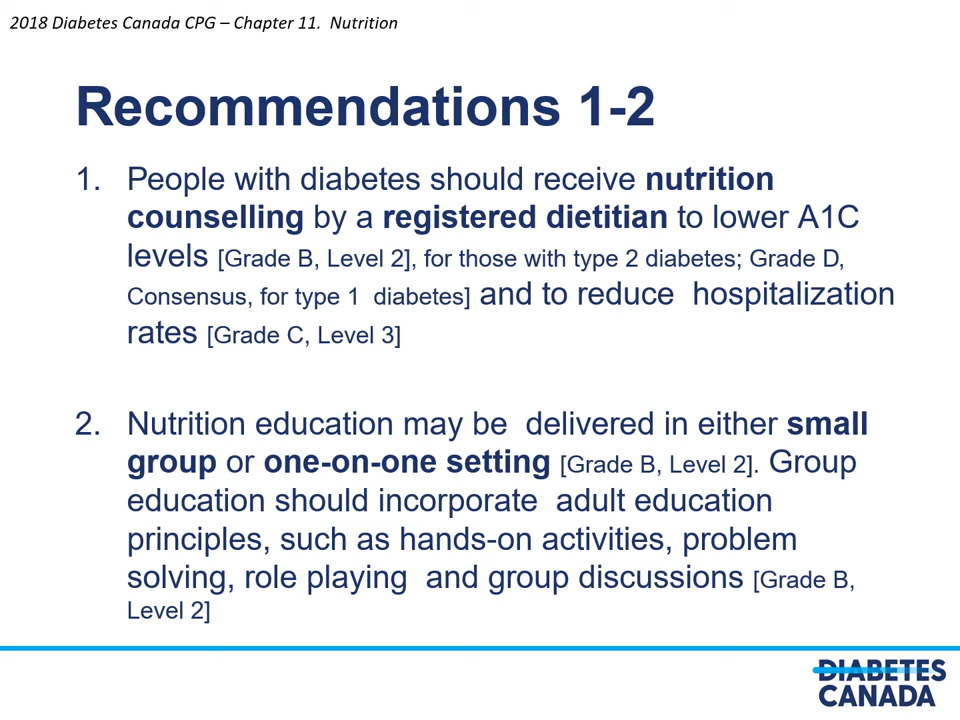 2018 Diabetes Canada CPG – Chapter 11.  Nutrition
Recommendations 1-2
1. People with diabetes should receive nutrition
counselling by a registered dietitian to lower A1C
levels [Grade B, Level 2], for those with type 2 diabetes; Grade D,
Consensus, for type 1  diabetes] and to reduce  hospitalization
rates [Grade C, Level 3]
2. Nutrition education may be  delivered in either small
group or one-on-one setting [Grade B, Level 2]. Group
education should incorporate  adult education
principles, such as hands-on activities, problem
solving, role playing  and group discussions [Grade B,
Level 2]
DIABETES
CANADA